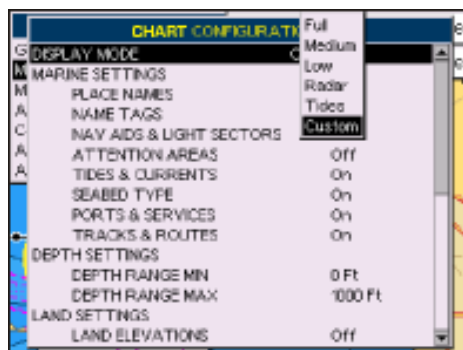 CHART CONFIGURATI
Full
Medium
Low
Radar
Tides
Custom
DISPLAY MODE
MARINE SETTINGS
PLACE NAMES
NAME TAGS
NAV AIDS & LIGHT SECTORS
ATTENTION AREAS Off
TIDES & CURRENTS On
SEABED TYPE On
PORTS & SERVICES On
TRACKS & ROUTES On
DEPTH SETTINGS
DEPTH RANGE MIN 0 Ft
DEPTH RANGE MAX 1000 Ft
LAND SETTINGS
LAND ELEVATIONS Off